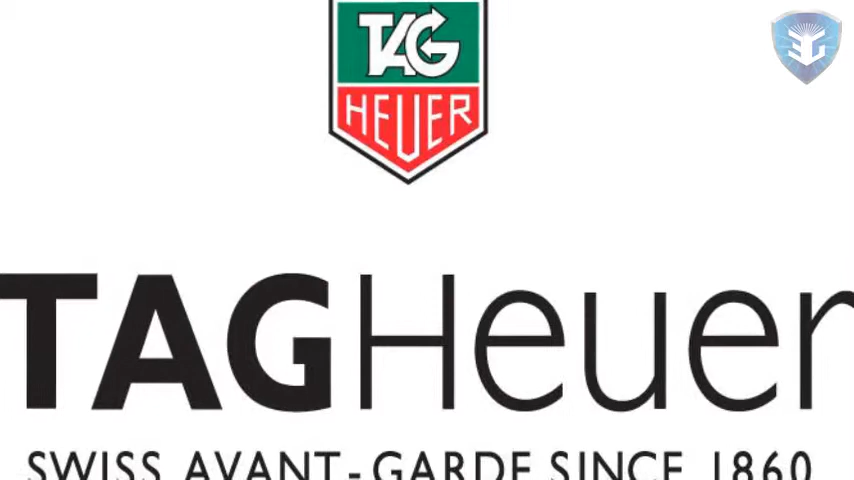 TAG
HEUER
TAGHeuer
SWISS AVANT-GARDE SINCE 1860